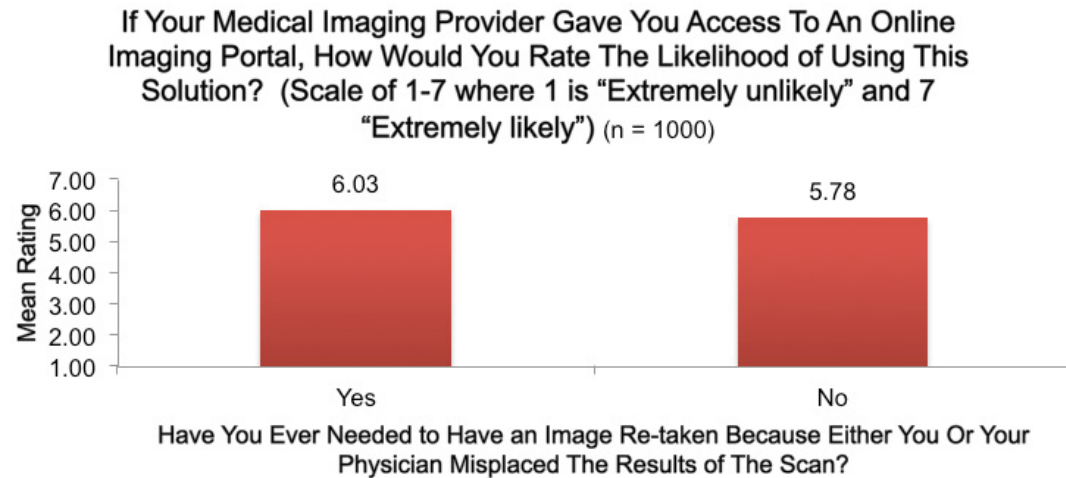 If Your Medical Imaging Provider Gave You Access To An Online
Imaging Portal, How Would You Rate The Likelihood of Using This
Solution? (Scale of 1-7 where 1 is “Extremely unlikely” and 7
“Extremely likely”) (n = 1000)
7.00
6.00
5.00
4.00
3.00
2.00
1.00
Mean Rating
6.03
5.78
Yes
No
Have You Ever Needed to Have an Image Re-taken Because Either You Or Your
Physician Misplaced The Results of The Scan?